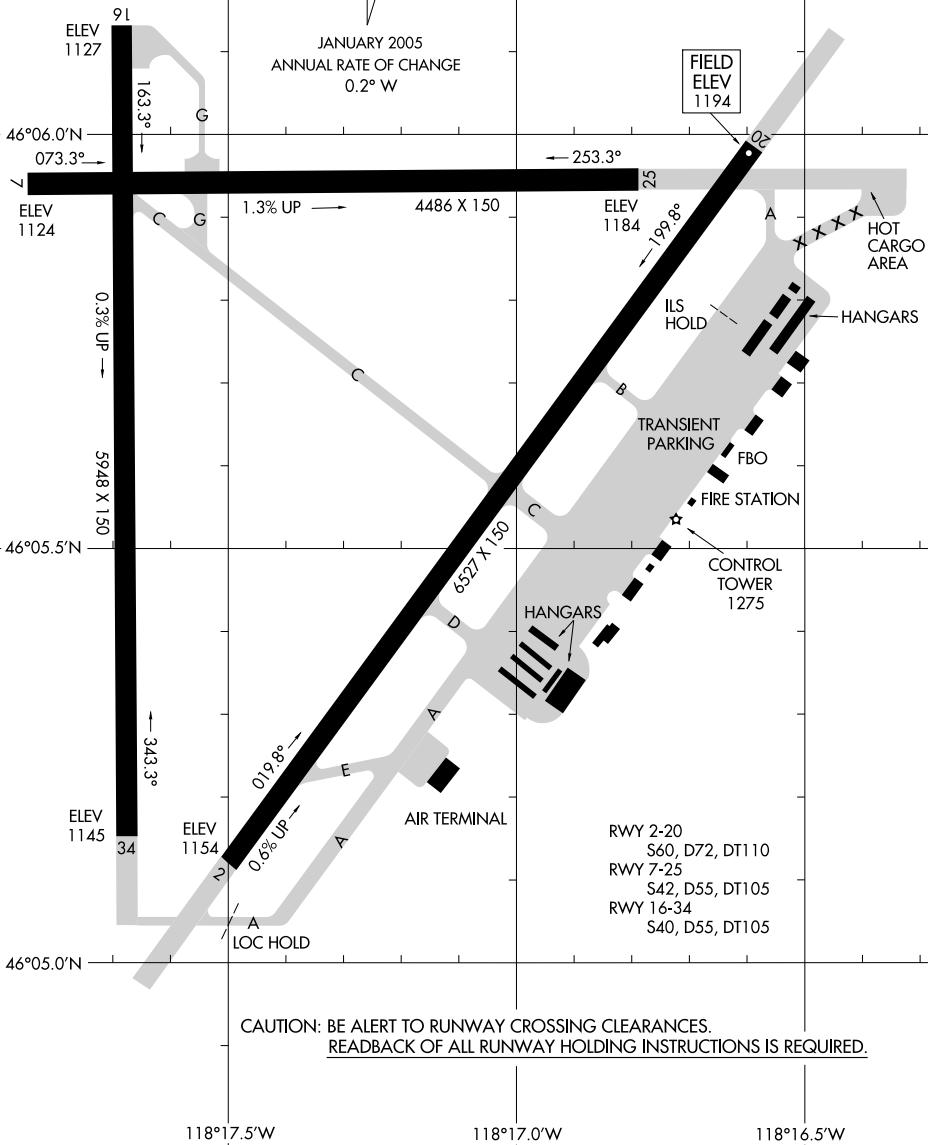 16
ELEV
1127
JANUARY 2005
ANNUAL RATE OF CHANGE
0.2° W
FIELD
ELEV
1194
163.3°
G
46°06.0'N
20
073.3°
253.3°
7
25
ELEV
1124
C
G
1.3% UP
4486 X 150
ELEV
1184
A
X X X X
HOT
CARGO
AREA
199.8°
0.3% UP
ILS
HOLD
HANGARS
C
B
TRANSIENT
PARKING
FBO
5948 X 150
FIRE STATION
C
46°05.5'N
6527 X 150
CONTROL
TOWER
1275
D
HANGARS
A
343.3°
019.8°
E
AIR TERMINAL
ELEV
1145
ELEV
1154
0.6% UP
A
34
2
A
LOC HOLD
RWY 2-20
S60, D72, DT110
RWY 7-25
S42, D55, DT105
RWY 16-34
S40, D55, DT105
46°05.0'N
CAUTION: BE ALERT TO RUNWAY CROSSING CLEARANCES.
READBACK OF ALL RUNWAY HOLDING INSTRUCTIONS IS REQUIRED.
118°17.5'W
118°17.0'W
118°16.5'W